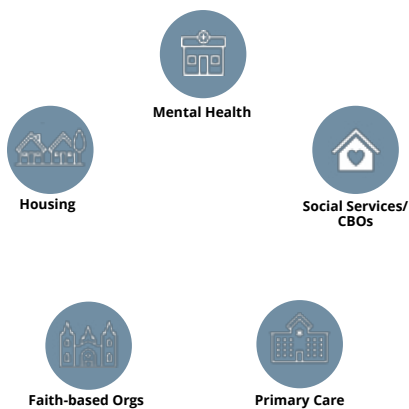 Mental Health
Housing
Social Services/
CBOs
Faith-based Orgs
Primary Care